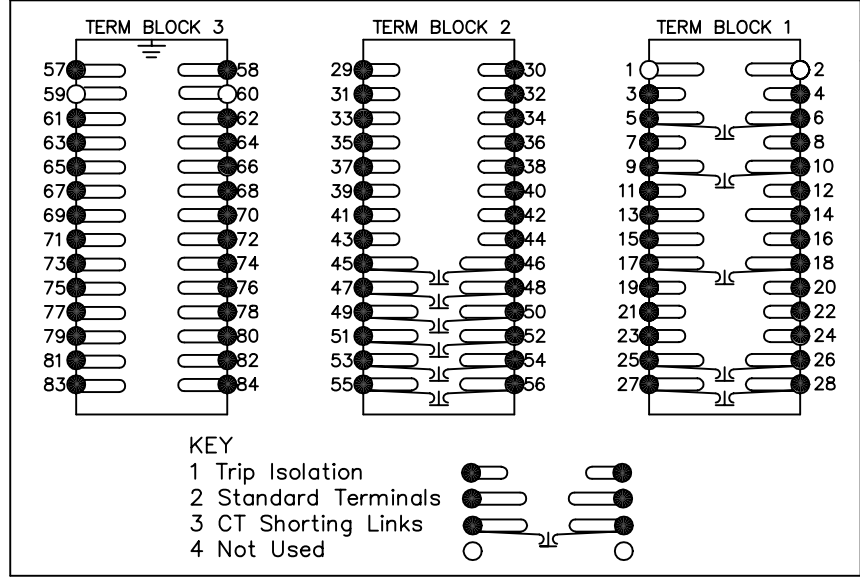 TERM BLOCK 3 TERM BLOCK 2 TERM BLOCK 1
57 58 29 30 1 2
59 60 31 32 3 4
61 62 33 34 5 6
63 64 35 36 7 8
65 66 37 38 9 10
67 68 39 40 11 12
69 70 41 42 13 14
71 72 43 44 15 16
73 74 45 46 17 18
75 76 47 48 19 20
77 78 49 50 21 22
79 80 51 52 23 24
81 82 53 54 25 26
83 84 55 56 27 28
KEY
1 Trip Isolation
2 Standard Terminals
3 CT Shorting Links
4 Not Used